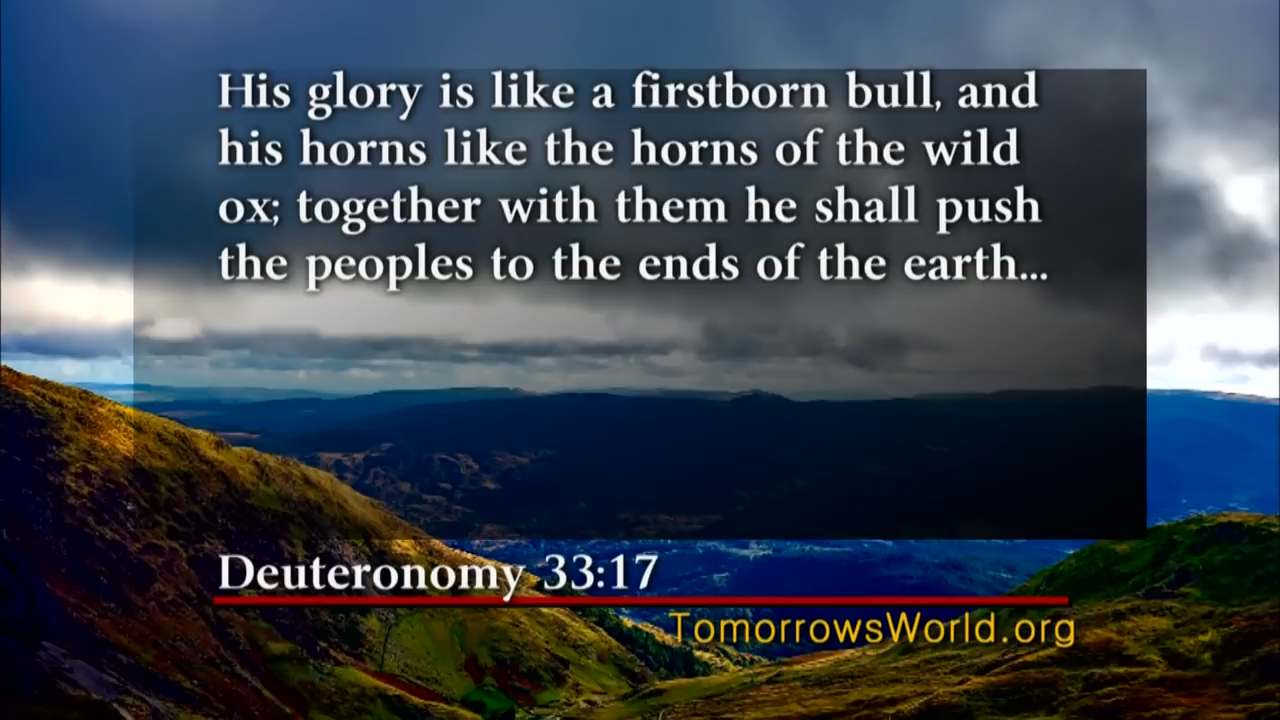 His glory is like a firstborn bull, and
his horns like the horns of the wild
ox; together with them he shall push
the peoples to the ends of the earth...
Deuteronomy 33:17
TomorrowsWorld.org